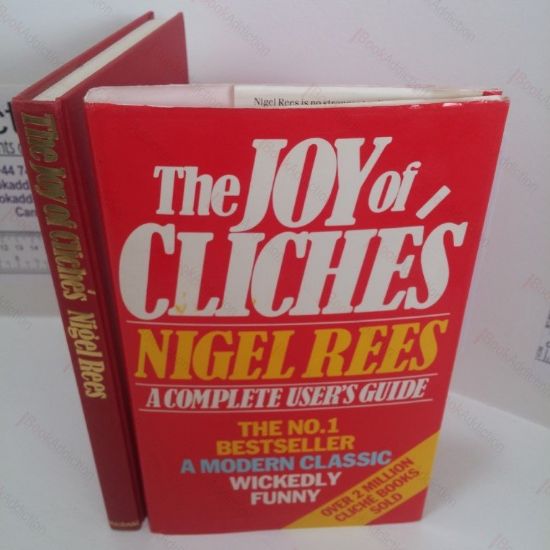 The JOY of
CLICHÉS
NIGEL REES
A COMPLETE USER'S GUIDE
THE NO.1
BESTSELLER
A MODERN CLASSIC
WICKEDLY
FUNNY
OVER 2 MILLION
CLICHÉ BOOKS
SOLD
The Joy of Clichés Nigel Rees
Nigel Rees is no stranger
BookAddiction